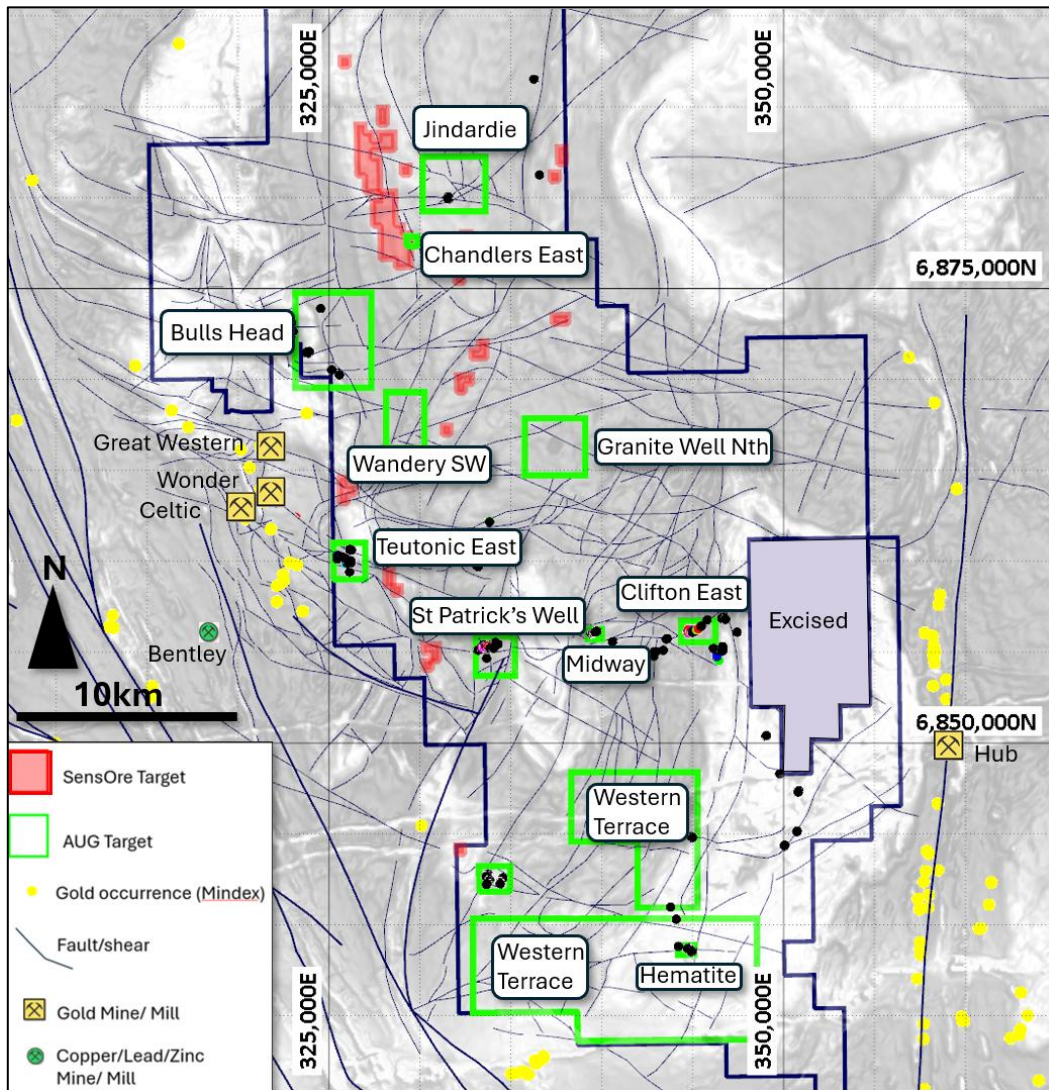 325,000E
350,000E
Jindardie
Chandlers East
6,875,000N
Bulls Head
Great Western
Wandery SW
Granite Well Nth
Wonder
Celtic
Teutonic East
N
St Patrick's Well
Clifton East
Excised
Bentley
Midway
10km
6,850,000N
Hub
SensOre Target
Western
Terrace
AUG Target
Gold occurrence (Mindex)
Fault/shear
Western
Terrace
Hematite
325,000E
350,000E
Gold Mine/ Mill
Copper/Lead/Zinc
Mine/ Mill